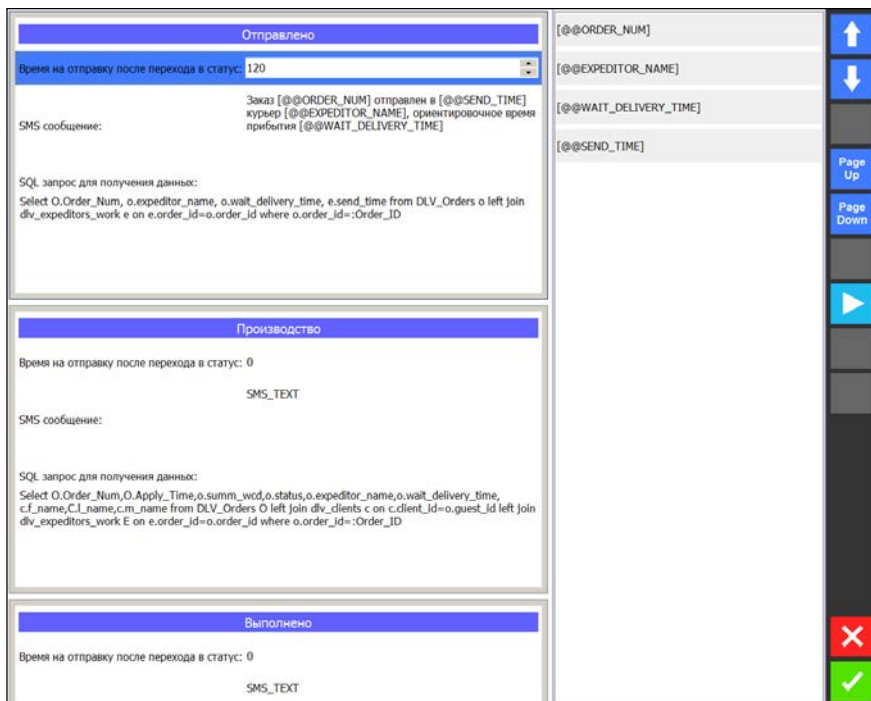 Отправлено
Время на отправку после перехода в статус: 120
Заказ [@@ORDER_NUM] отправлен в [@@SEND_TIME]
курьер [@@EXPEDITOR_NAME], ориентировочное время
прибытия [@@WAIT_DELIVERY_TIME]
SMS сообщение:
SQL запрос для получения данных:
Select O.Order_Num, o.expeditor_name, o.wait_delivery_time, e.send_time from DLV_Orders o left join
dlv_expeditors_work e on e.order_id=o.order_id where o.order_id=:Order_ID
Производство
Время на отправку после перехода в статус: 0
SMS_TEXT
SMS сообщение:
SQL запрос для получения данных:
Select O.Order_Num,O.Apply_Time,o.summ_wcd,o.status,o.expeditor_name,o.wait_delivery_time,
c.f_name,C.l_name,c.m_name from DLV_Orders O left join dlv_clients c on c.client_id=o.guest_id left join
dlv_expeditors_work E on e.order_id=o.order_id where o.order_id=:Order_ID
Выполнено
Время на отправку после перехода в статус: 0
SMS_TEXT
[@@ORDER_NUM]
[@@EXPEDITOR_NAME]
[@@WAIT_DELIVERY_TIME]
[@@SEND_TIME]
Page
Up
Page
Down